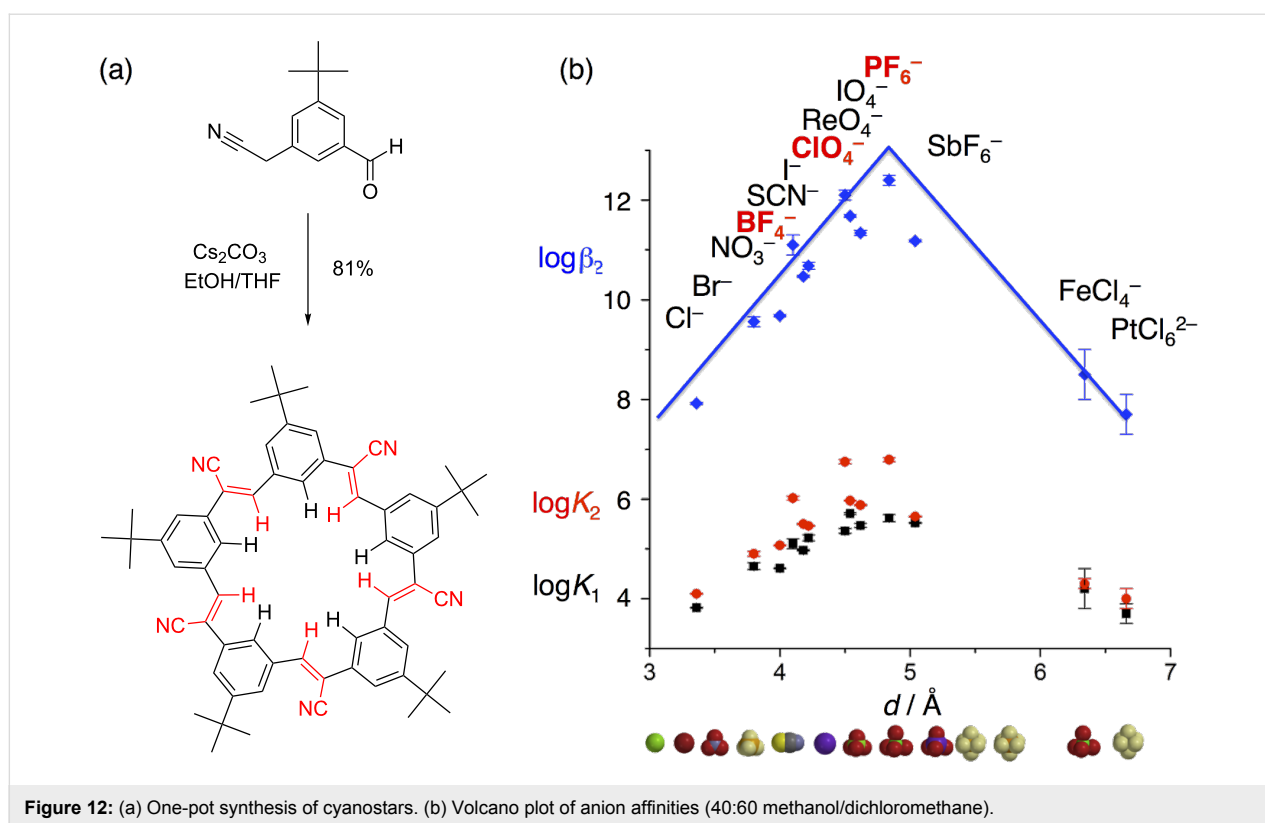 (a)
N
H
O
Cs₂CO₃
EtOH/THF
81%
NC
CN
H
H
H
H
H
H
H
H
H
H
NC
CN
NC
(b)
PF₆⁻
IO₄⁻
ReO₄⁻
ClO₄⁻
I⁻
SCN⁻
BF₄⁻
NO₃⁻
Br⁻
Cl⁻
SbF₆⁻
FeCl₄⁻
PtCl₆²⁻
logβ₂
logK₂
logK₁
12
10
8
6
4
3 4 5 6 7
d / Å
Figure 12: (a) One-pot synthesis of cyanostars. (b) Volcano plot of anion affinities (40:60 methanol/dichloromethane).